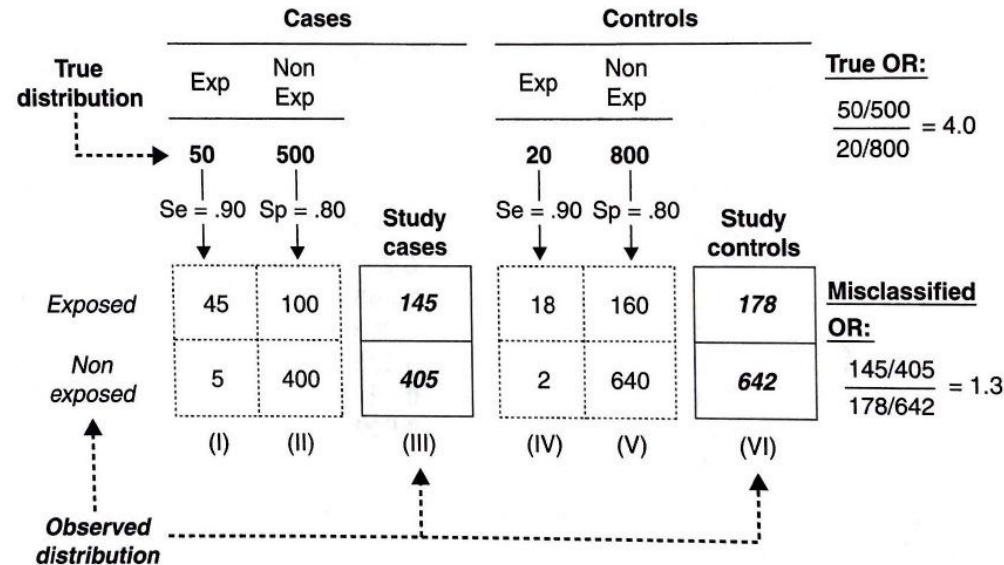 Cases Controls
True distribution
Exp Non Exp Exp Non Exp
True OR:
50/500
20/800 = 4.0
50 500 20 800
Se = .90 Sp = .80 Se = .90 Sp = .80
Study cases
Study controls
Exposed 45 100 145 18 160 178
Non exposed 5 400 405 2 640 642
Misclassified OR:
145/405
178/642 = 1.3
(I) (II) (III) (IV) (V) (VI)
Observed distribution